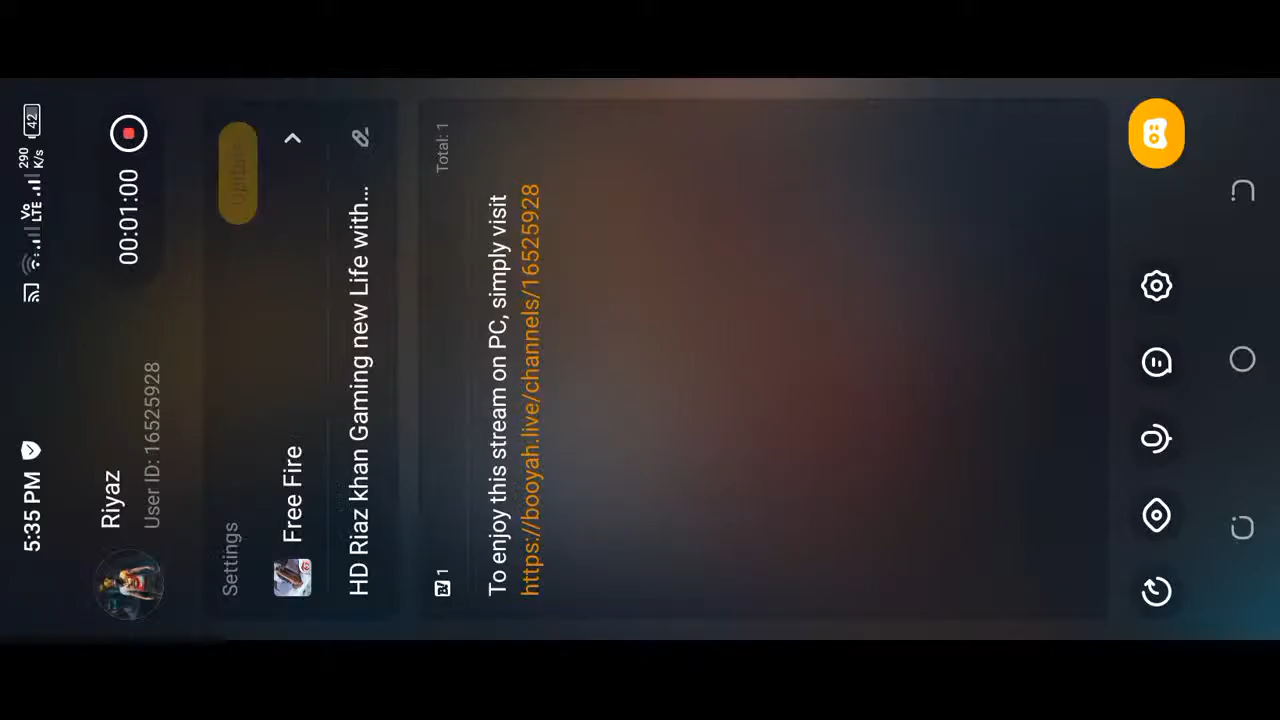 5:35 PM
290 K/s
Vo LTE
42
Riyaz
User ID: 16525928
00:01:00
Settings
Update
Free Fire
HD Riaz khan Gaming new Life with...
1
Total: 1
To enjoy this stream on PC, simply visit
https://booyah.live/channels/16525928